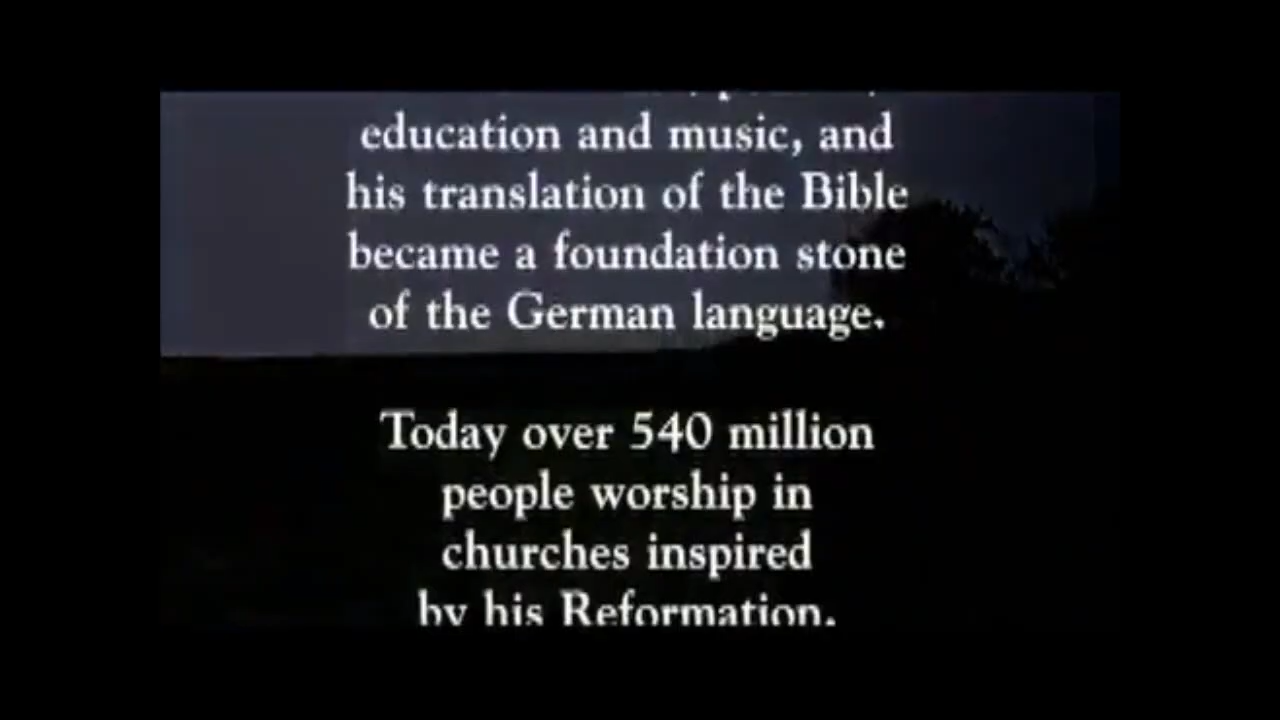 education and music, and
his translation of the Bible
became a foundation stone
of the German language.
Today over 540 million
people worship in
churches inspired
by his Reformation.